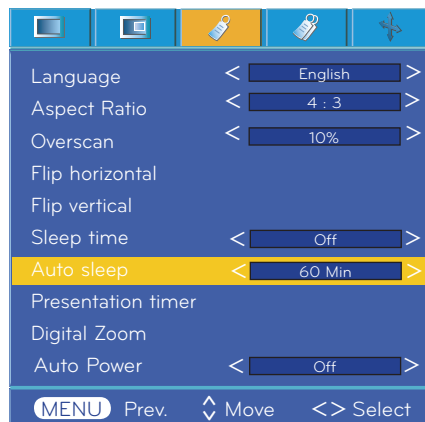 Language < English >
Aspect Ratio < 4 : 3 >
Overscan < 10% >
Flip horizontal
Flip vertical
Sleep time < Off >
Auto sleep < 60 Min >
Presentation timer
Digital Zoom
Auto Power < Off >
MENU Prev. Move <> Select